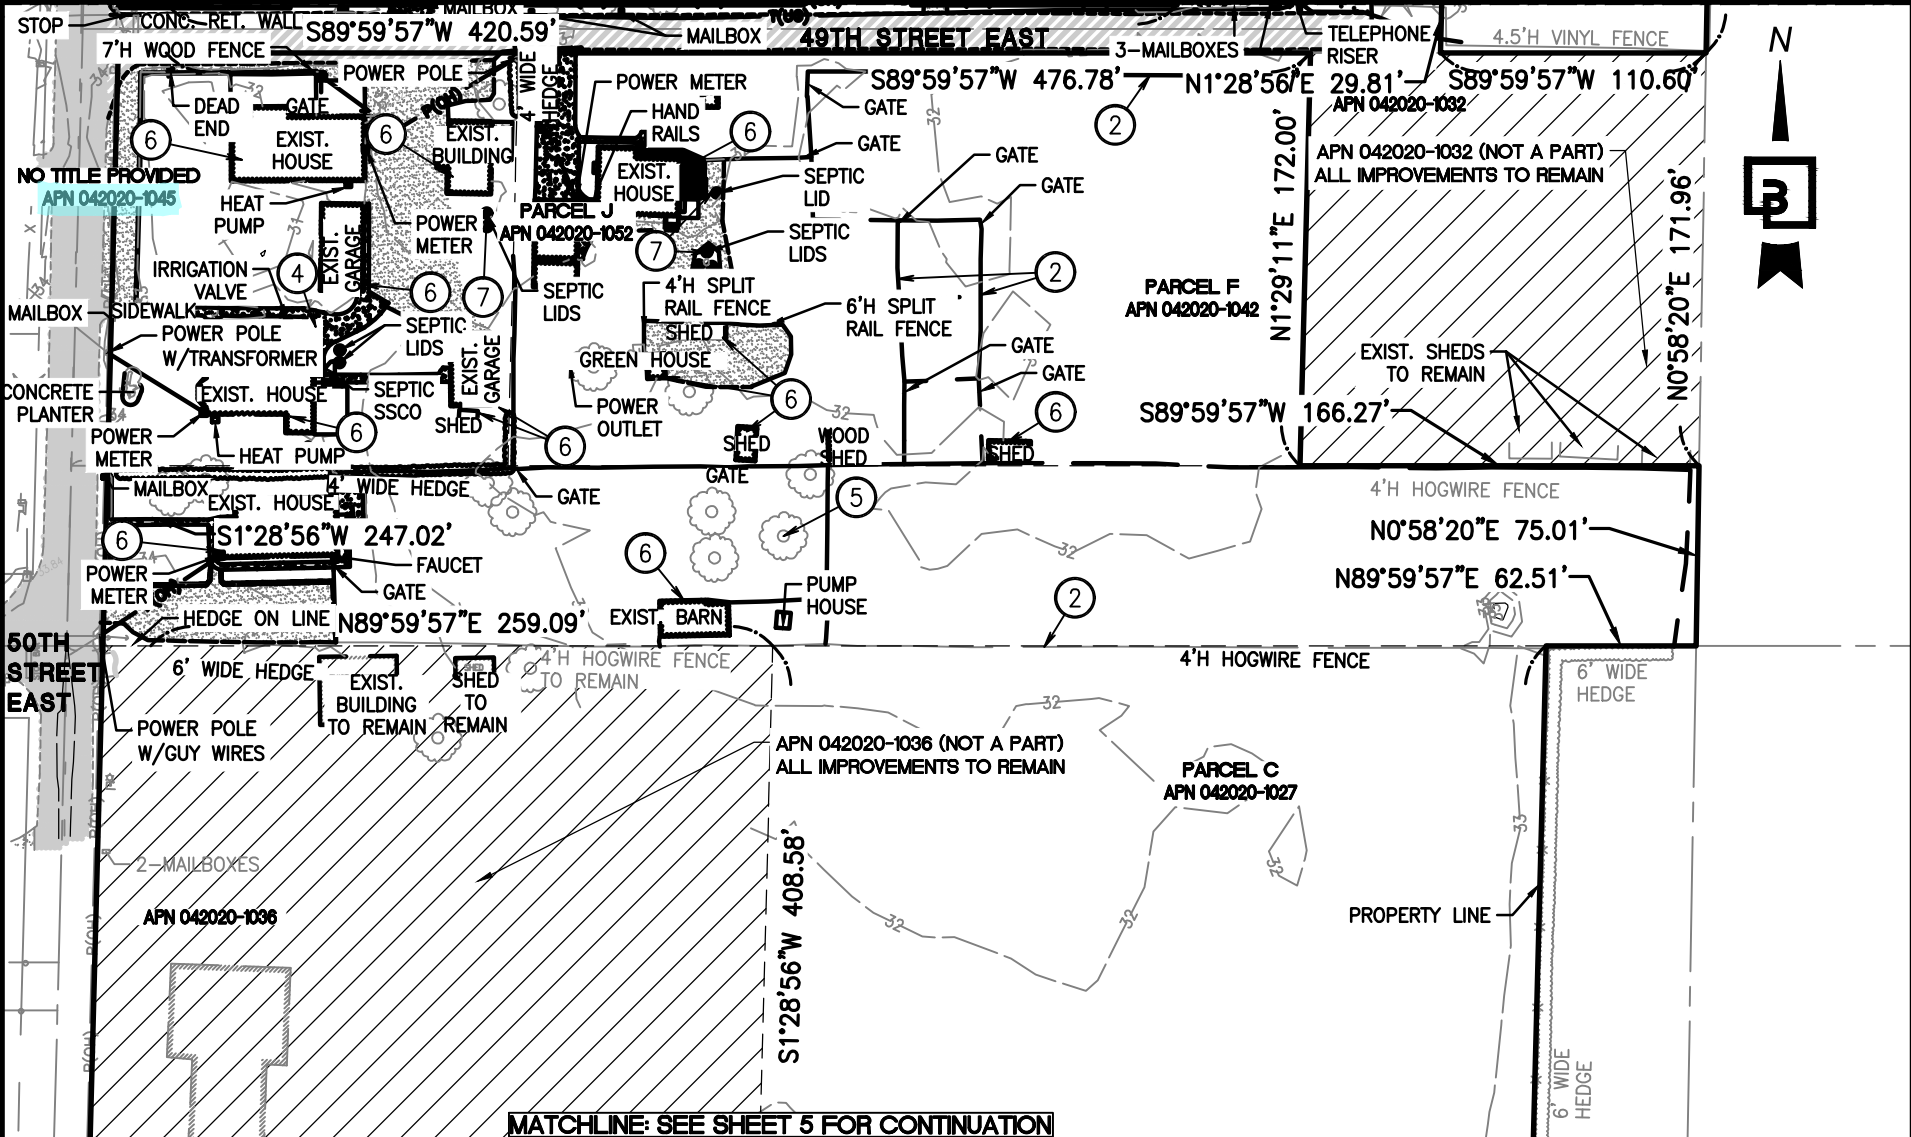 STOP
CONC. RET. WALL
MAILBOX
S89°59'57"W 420.59'
7'H WOOD FENCE
POWER POLE
4' WIDE
HEDGE
MAILBOX
49TH STREET EAST
3-MAILBOXES
TELEPHONE
RISER
4.5'H VINYL FENCE
N
DEAD
END
GATE
P(OH)
POWER METER
HAND
RAILS
S89°59'57"W 476.78'
N1°28'56"E 29.81'
S89°59'57"W 110.60'
APN 042020-1032
GATE
2
6
EXIST.
HOUSE
6
EXIST.
BUILDING
EXIST.
HOUSE
6
GATE
GATE
GATE
32
APN 042020-1032 (NOT A PART)
ALL IMPROVEMENTS TO REMAIN
N1°29'11"E 172.00'
N0°58'20"E 171.96'
B
NO TITLE PROVIDED
APN 042020-1045
HEAT
PUMP
31
POWER
METER
PARCEL J
APN 042020-1052
SEPTIC
LID
SEPTIC
LIDS
IRRIGATION
VALVE
4
EXIST.
GARAGE
6
7
SEPTIC
LIDS
7
4'H SPLIT
RAIL FENCE
6'H SPLIT
RAIL FENCE
2
PARCEL F
APN 042020-1042
MAILBOX
SIDEWALK
POWER POLE
W/TRANSFORMER
SEPTIC
LIDS
EXIST.
GARAGE
SHED
GREEN HOUSE
GATE
GATE
EXIST. SHEDS
TO REMAIN
CONCRETE
PLANTER
34
EXIST. HOUSE
SEPTIC
SSCO
SHED
POWER
OUTLET
6
6
S89°59'57"W 166.27'
POWER
METER
HEAT PUMP
6
6
SHED
WOOD
SHED
32
SHED
GATE
MAILBOX
4' WIDE HEDGE
GATE
5
4'H HOGWIRE FENCE
EXIST. HOUSE
S1°28'56"W 247.02'
6
6
32
N0°58'20"E 75.01'
POWER
METER
FAUCET
GATE
PUMP
HOUSE
2
N89°59'57"E 62.51'
HEDGE ON LINE
N89°59'57"E 259.09'
EXIST. BARN
50TH
STREET
EAST
6' WIDE HEDGE
EXIST.
BUILDING
TO REMAIN
SHED
TO
REMAIN
4'H HOGWIRE FENCE
TO REMAIN
4'H HOGWIRE FENCE
6' WIDE
HEDGE
POWER POLE
W/GUY WIRES
32
APN 042020-1036 (NOT A PART)
ALL IMPROVEMENTS TO REMAIN
PARCEL C
APN 042020-1027
33
2-MAILBOXES
S1°28'56"W 408.58'
32
APN 042020-1036
P(OH)
32
32
PROPERTY LINE
P(OH)
6' WIDE
HEDGE
MATCHLINE: SEE SHEET 5 FOR CONTINUATION